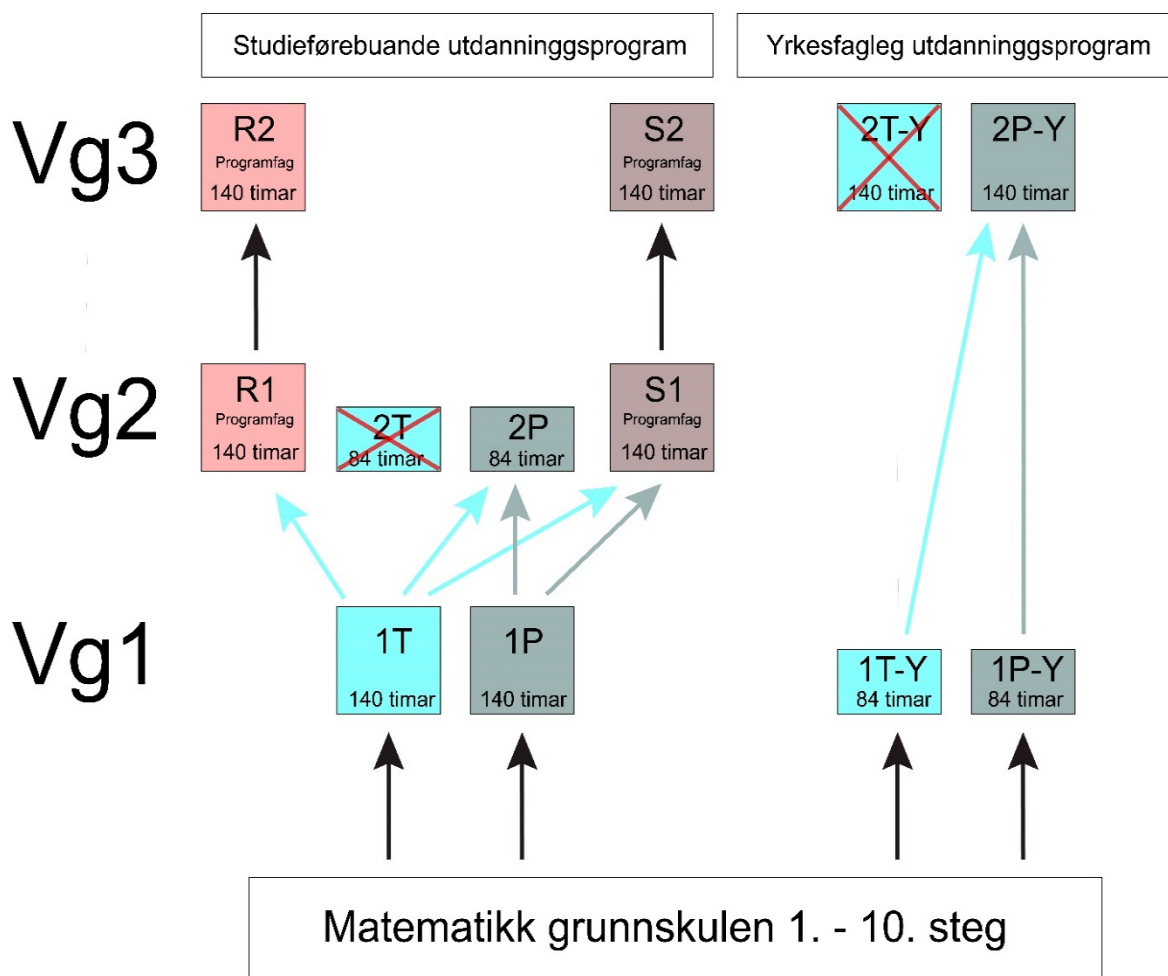 Studieførebuande utdanninggsprogram
Yrkesfagleg utdanninggsprogram
Vg3
R2
Programfag
140 timar
S2
Programfag
140 timar
2T-Y
140 timar
2P-Y
140 timar
Vg2
R1
Programfag
140 timar
2T
84 timar
2P
84 timar
S1
Programfag
140 timar
Vg1
1T
140 timar
1P
140 timar
1T-Y
84 timar
1P-Y
84 timar
Matematikk grunnskulen 1. - 10. steg